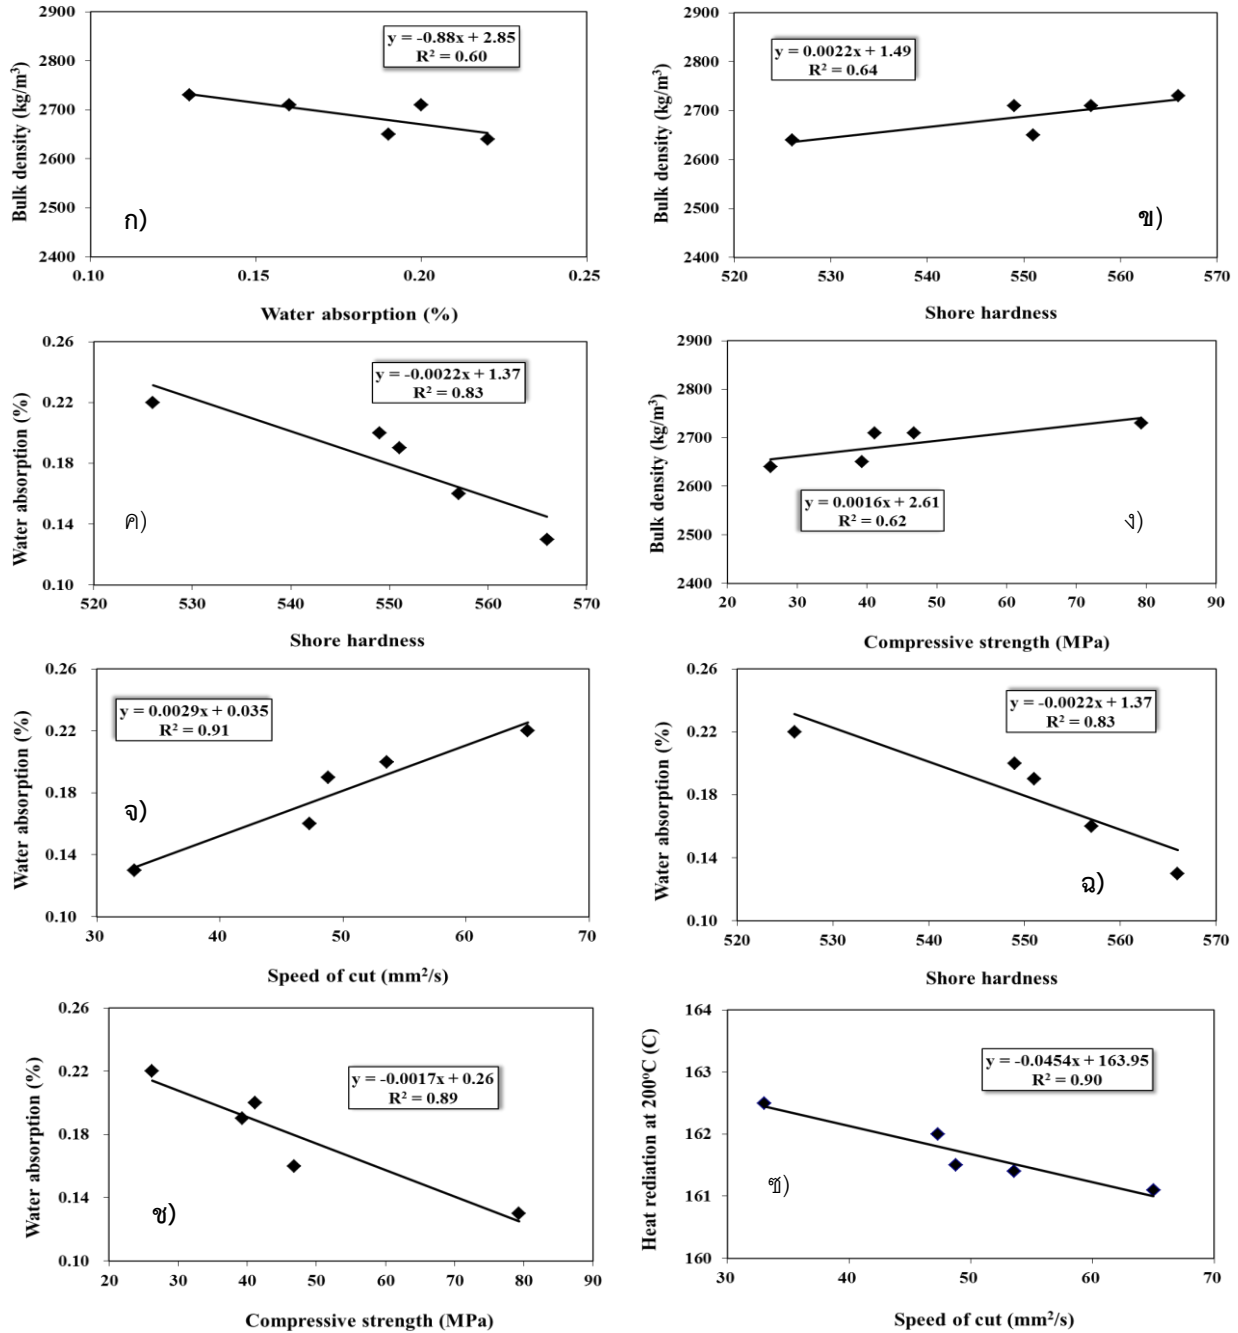 2900
2800
2700
2600
2500
2400
0.10
0.15
0.20
0.25
Bulk density (kg/m³)
Water absorption (%)
y = -0.88x + 2.85
R² = 0.60
ก)
2900
2800
2700
2600
2500
2400
520
530
540
550
560
570
Bulk density (kg/m³)
Shore hardness
y = 0.0022x + 1.49
R² = 0.64
ข)
0.26
0.22
0.18
0.14
0.10
520
530
540
550
560
570
Water absorption (%)
Shore hardness
y = -0.0022x + 1.37
R² = 0.83
ค)
2900
2800
2700
2600
2500
2400
20
30
40
50
60
70
80
90
Bulk density (kg/m³)
Compressive strength (MPa)
y = 0.0016x + 2.61
R² = 0.62
ง)
0.26
0.22
0.18
0.14
0.10
30
40
50
60
70
Water absorption (%)
Speed of cut (mm²/s)
y = 0.0029x + 0.035
R² = 0.91
จ)
0.26
0.22
0.18
0.14
0.10
520
530
540
550
560
570
Water absorption (%)
Shore hardness
y = -0.0022x + 1.37
R² = 0.83
ฉ)
0.26
0.22
0.18
0.14
0.10
20
30
40
50
60
70
80
90
Water absorption (%)
Compressive strength (MPa)
y = -0.0017x + 0.26
R² = 0.89
ช)
164
163
162
161
160
30
40
50
60
70
Heat rediation at 200°C (C)
Speed of cut (mm²/s)
y = -0.0454x + 163.95
R² = 0.90
ซ)